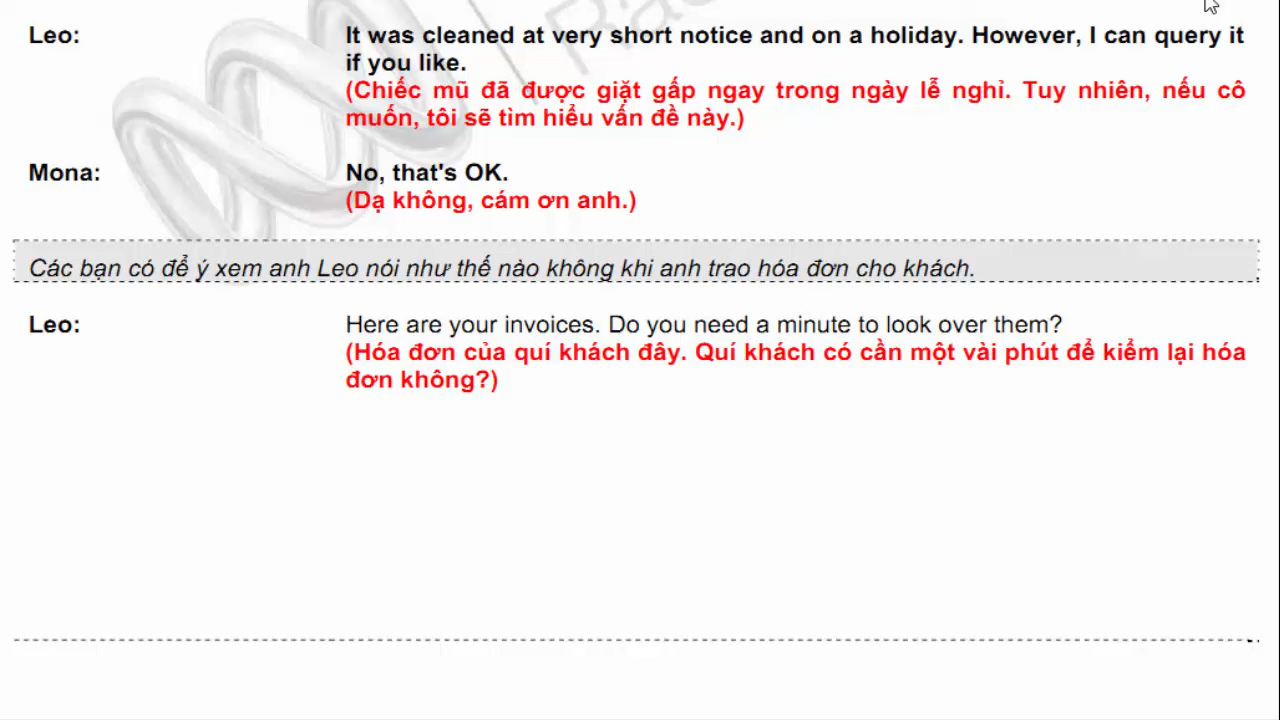 Leo: It was cleaned at very short notice and on a holiday. However, I can query it
if you like.
(Chiếc mũ đã được giặt gấp ngay trong ngày lễ nghỉ. Tuy nhiên, nếu cô
muốn, tôi sẽ tìm hiểu vấn đề này.)
Mona: No, that's OK.
(Dạ không, cám ơn anh.)
Các bạn có để ý xem anh Leo nói như thế nào không khi anh trao hóa đơn cho khách.
Leo: Here are your invoices. Do you need a minute to look over them?
(Hóa đơn của quí khách đây. Quí khách có cần một vài phút để kiểm lại hóa
đơn không?)